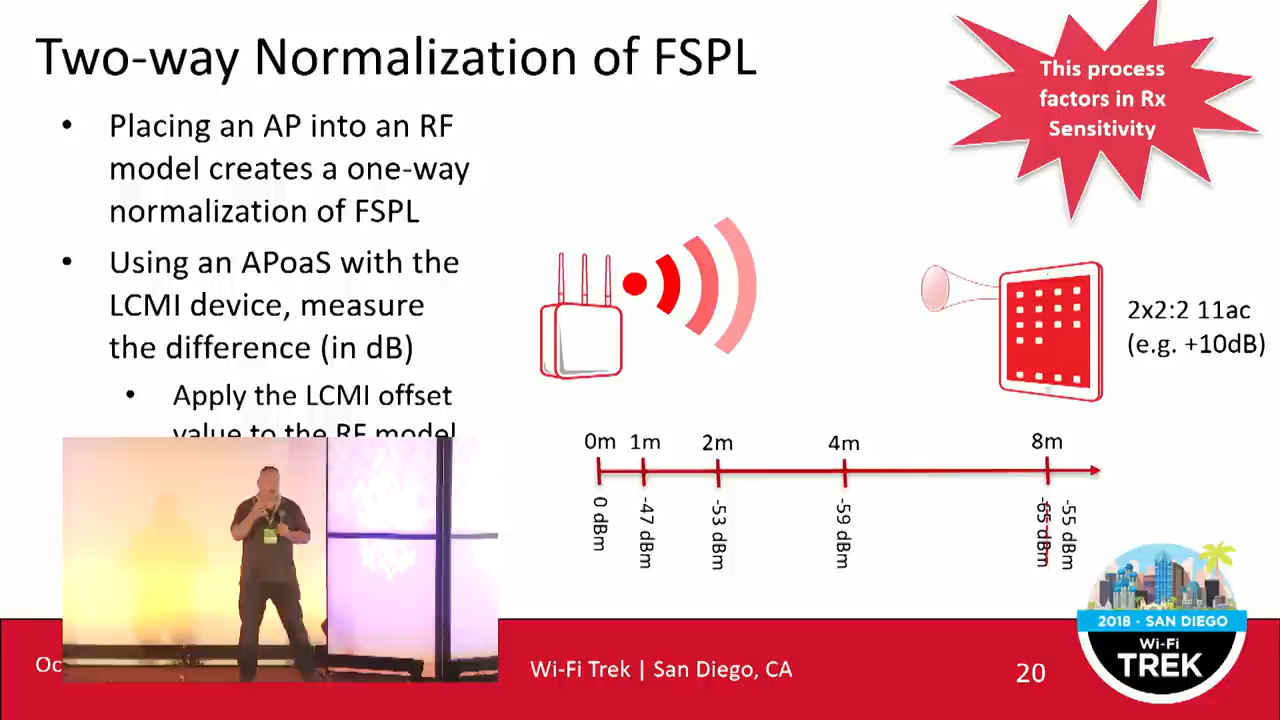 Two-way Normalization of FSPL
This process
factors in Rx
Sensitivity
• Placing an AP into an RF
model creates a one-way
normalization of FSPL
• Using an APoaS with the
LCMI device, measure
the difference (in dB)
• Apply the LCMI offset
value to the RF model
2x2:2 11ac
(e.g. +10dB)
0m 1m 2m 4m 8m
0 dBm -47 dBm -53 dBm -59 dBm -65 dBm -55 dBm
Wi-Fi Trek | San Diego, CA
20
2018 - SAN DIEGO
Wi-Fi
TREK